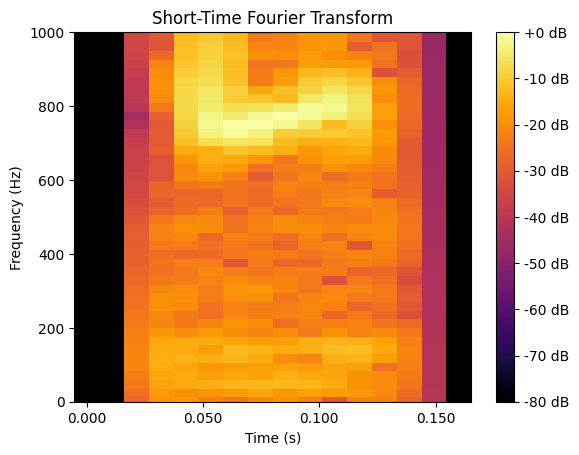 Short-Time Fourier Transform
1000
800
600
400
200
0
Frequency (Hz)
0.000
0.050
0.100
0.150
Time (s)
+0 dB
-10 dB
-20 dB
-30 dB
-40 dB
-50 dB
-60 dB
-70 dB
-80 dB